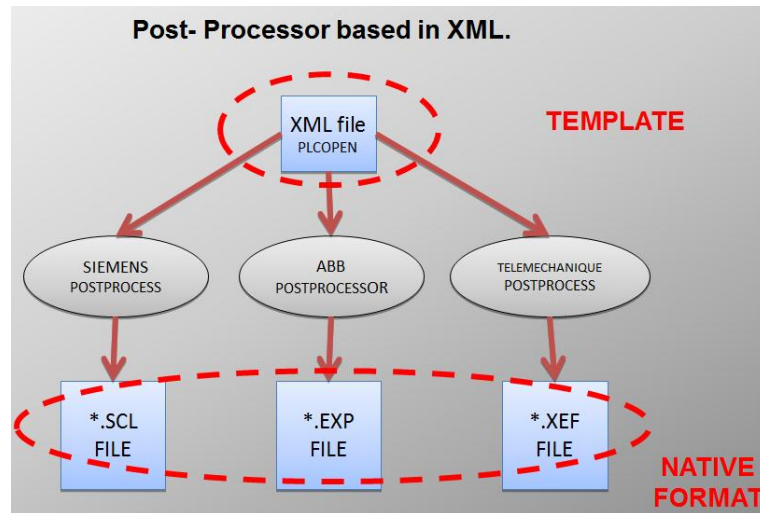 Post- Processor based in XML.
XML file
PLCOPEN
TEMPLATE
SIEMENS
POSTPROCESS
ABB
POSTPROCESSOR
TELEMECHANIQUE
POSTPROCESS
*.SCL
FILE
*.EXP
FILE
*.XEF
FILE
NATIVE
FORMAT